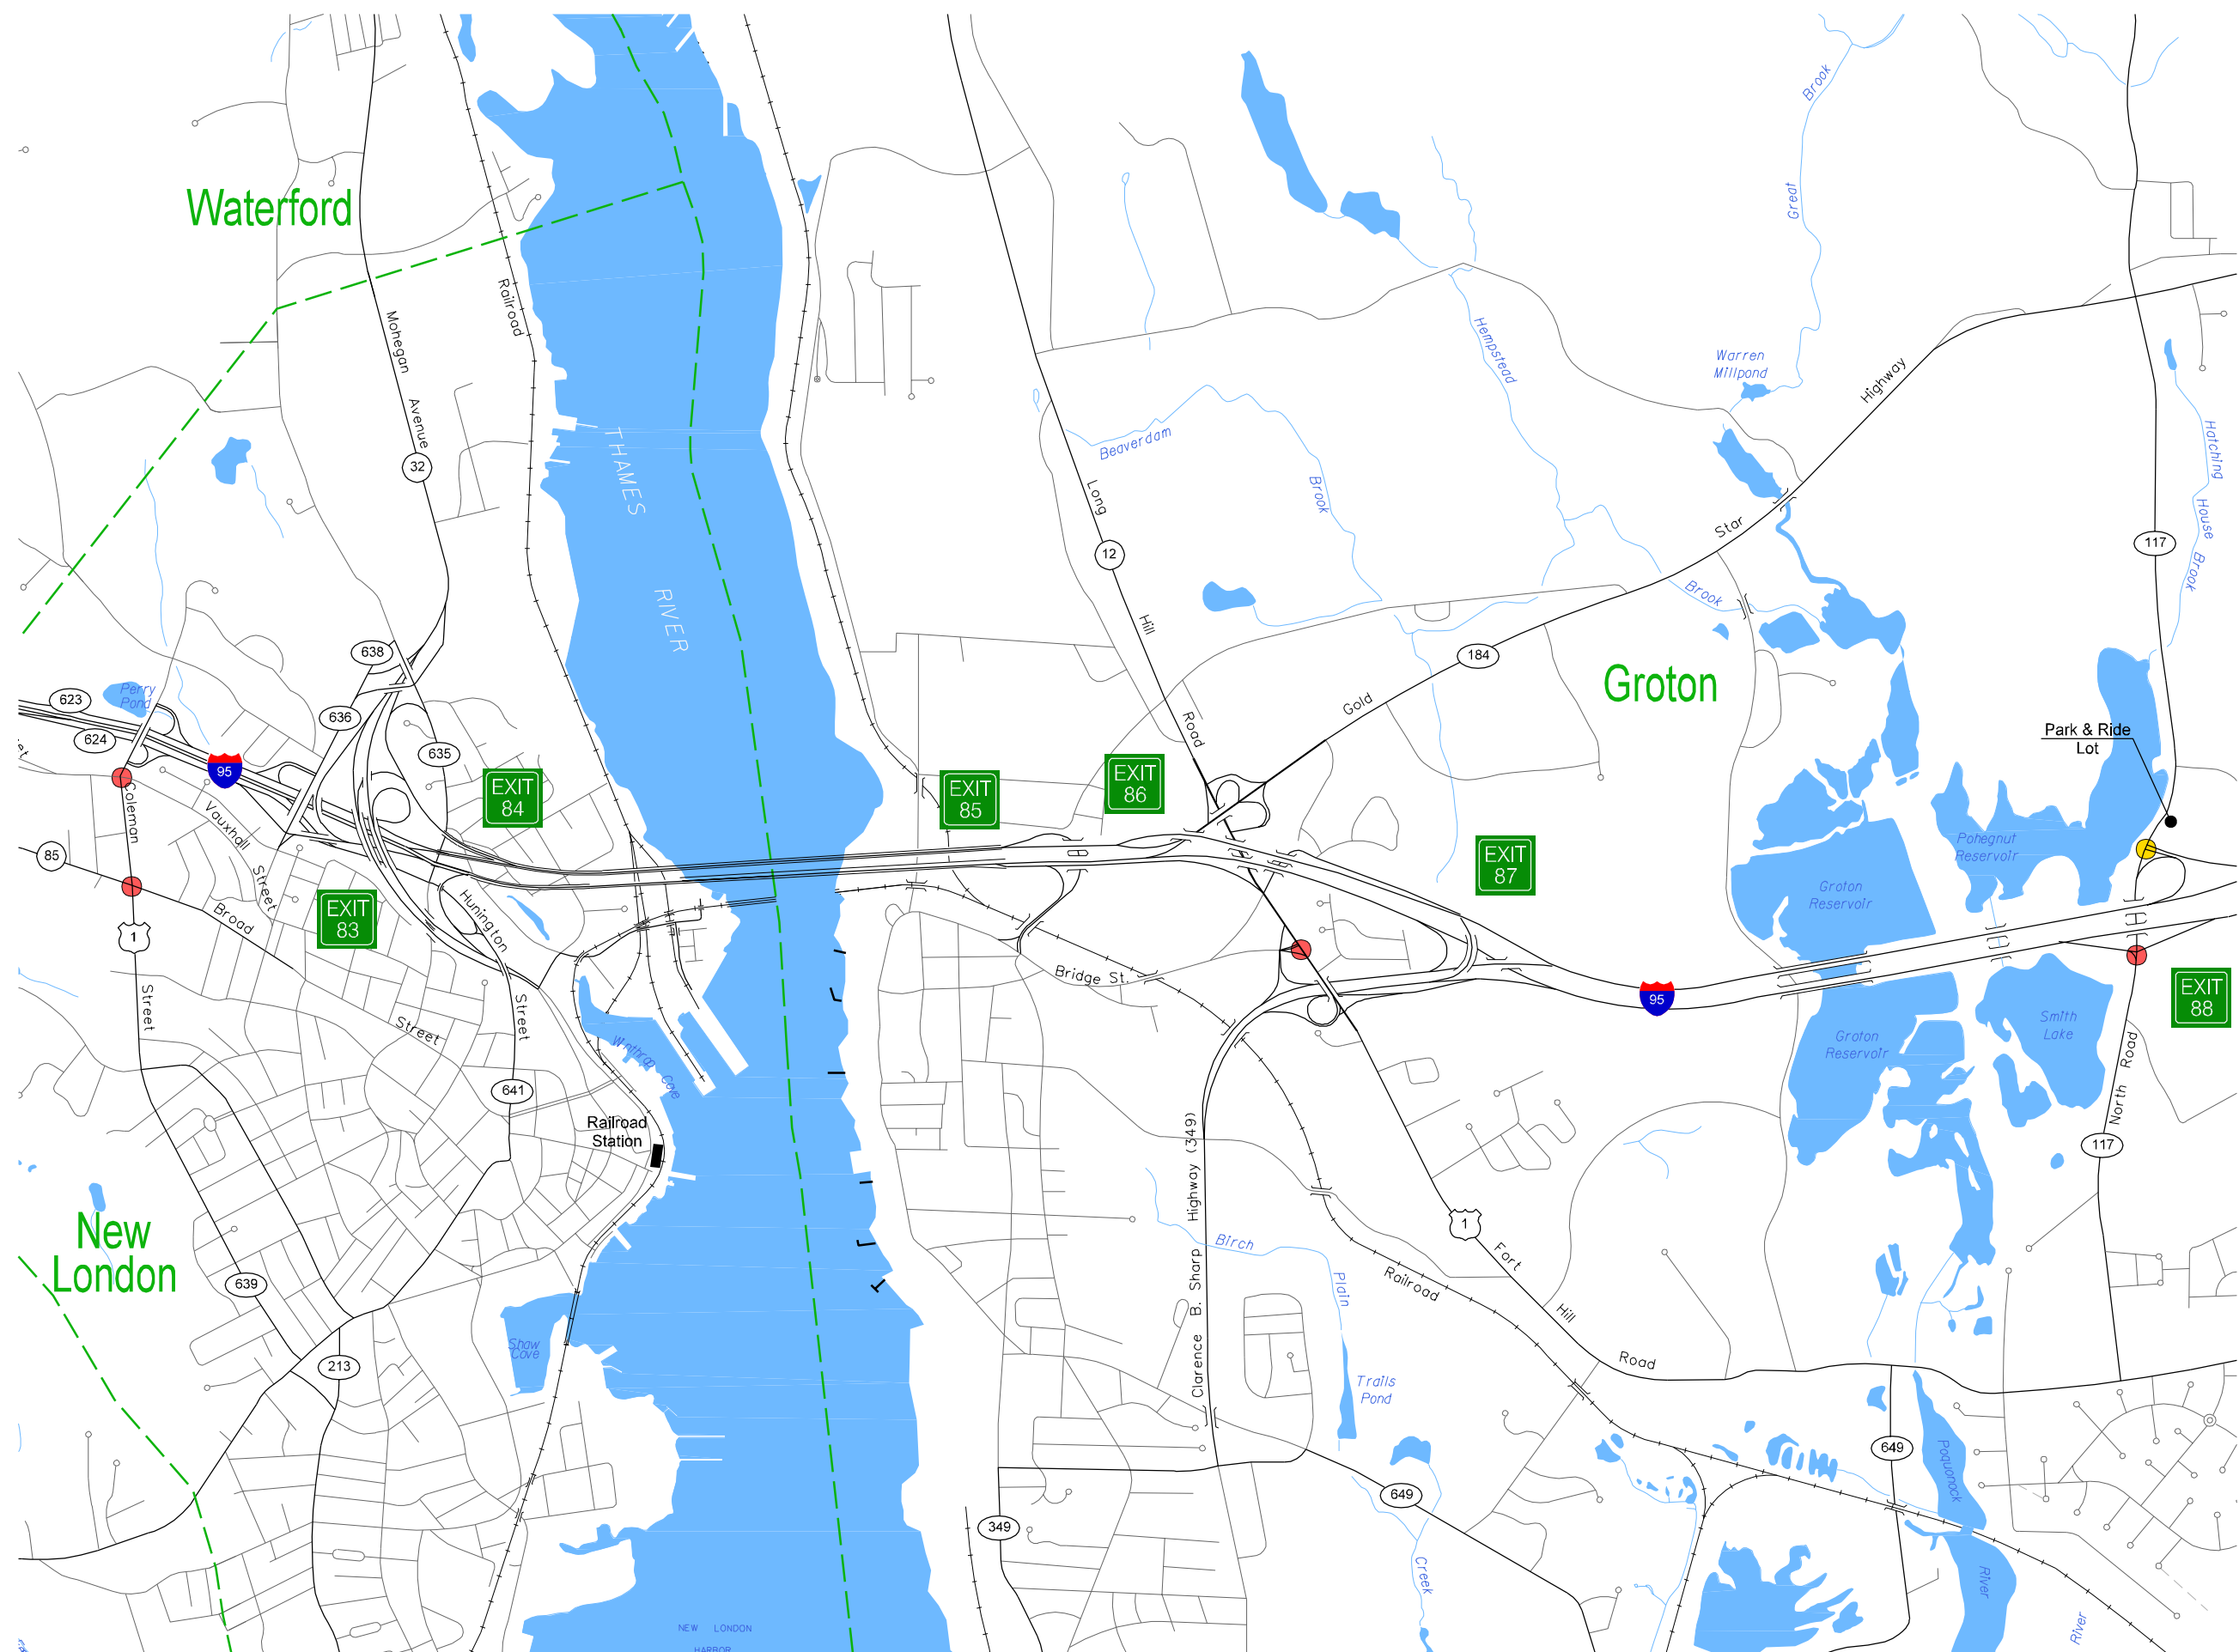 Waterford
Brook
Great
Railroad
Mohegan
Avenue
32
Hempstead
Warren
Millpond
Highway
Beaverdam
Brook
THAMES
RIVER
Long
12
Hill
Road
Star
Brook
117
Hatching
House
Brook
638
636
635
623
624
Perry
Pond
95
184
Gold
Groton
Park & Ride
Lot
EXIT
84
EXIT
85
EXIT
86
EXIT
87
Coleman
Vauxhall
Street
85
1
Broad
EXIT
83
Hunington
Street
Pohegnut
Reservoir
Groton
Reservoir
Bridge St.
95
EXIT
88
Street
Street
Groton
Reservoir
Smith
Lake
North Road
641
Winthrop Cove
Railroad
Station
117
New
London
639
213
Shaw
Cove
Clarence B. Sharp Highway (349)
Birch
Plain
1
Fort
Hill
Road
Railroad
Trails
Pond
649
649
Poquonock
River
349
Creek
River
NEW LONDON
HARBOR